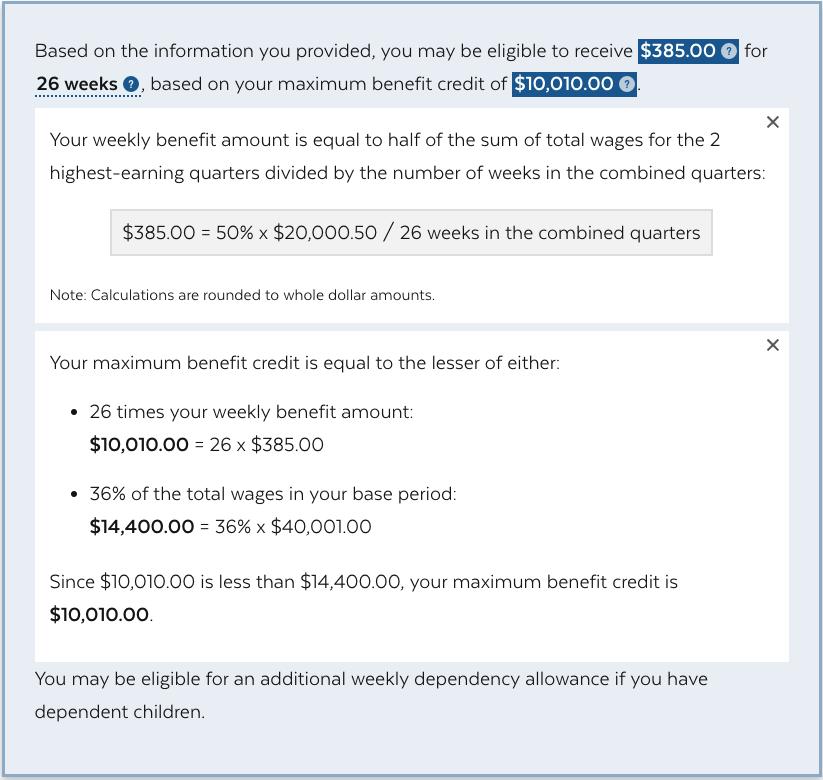 Based on the information you provided, you may be eligible to receive $385.00 ? for
26 weeks ?, based on your maximum benefit credit of $10,010.00 ?.
×
Your weekly benefit amount is equal to half of the sum of total wages for the 2
highest-earning quarters divided by the number of weeks in the combined quarters:
$385.00 = 50% x $20,000.50 / 26 weeks in the combined quarters
Note: Calculations are rounded to whole dollar amounts.
×
Your maximum benefit credit is equal to the lesser of either:
• 26 times your weekly benefit amount:
$10,010.00 = 26 x $385.00
• 36% of the total wages in your base period:
$14,400.00 = 36% x $40,001.00
Since $10,010.00 is less than $14,400.00, your maximum benefit credit is
$10,010.00.
You may be eligible for an additional weekly dependency allowance if you have
dependent children.